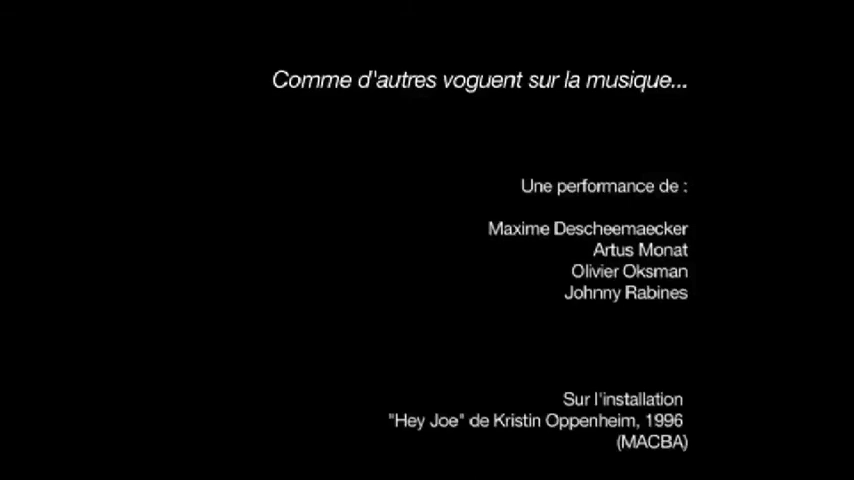 Comme d'autres voguent sur la musique...
Une performance de :
Maxime Descheemaecker
Artus Monat
Olivier Oksman
Johnny Rabines
Sur l'installation
"Hey Joe" de Kristin Oppenheim, 1996
(MACBA)